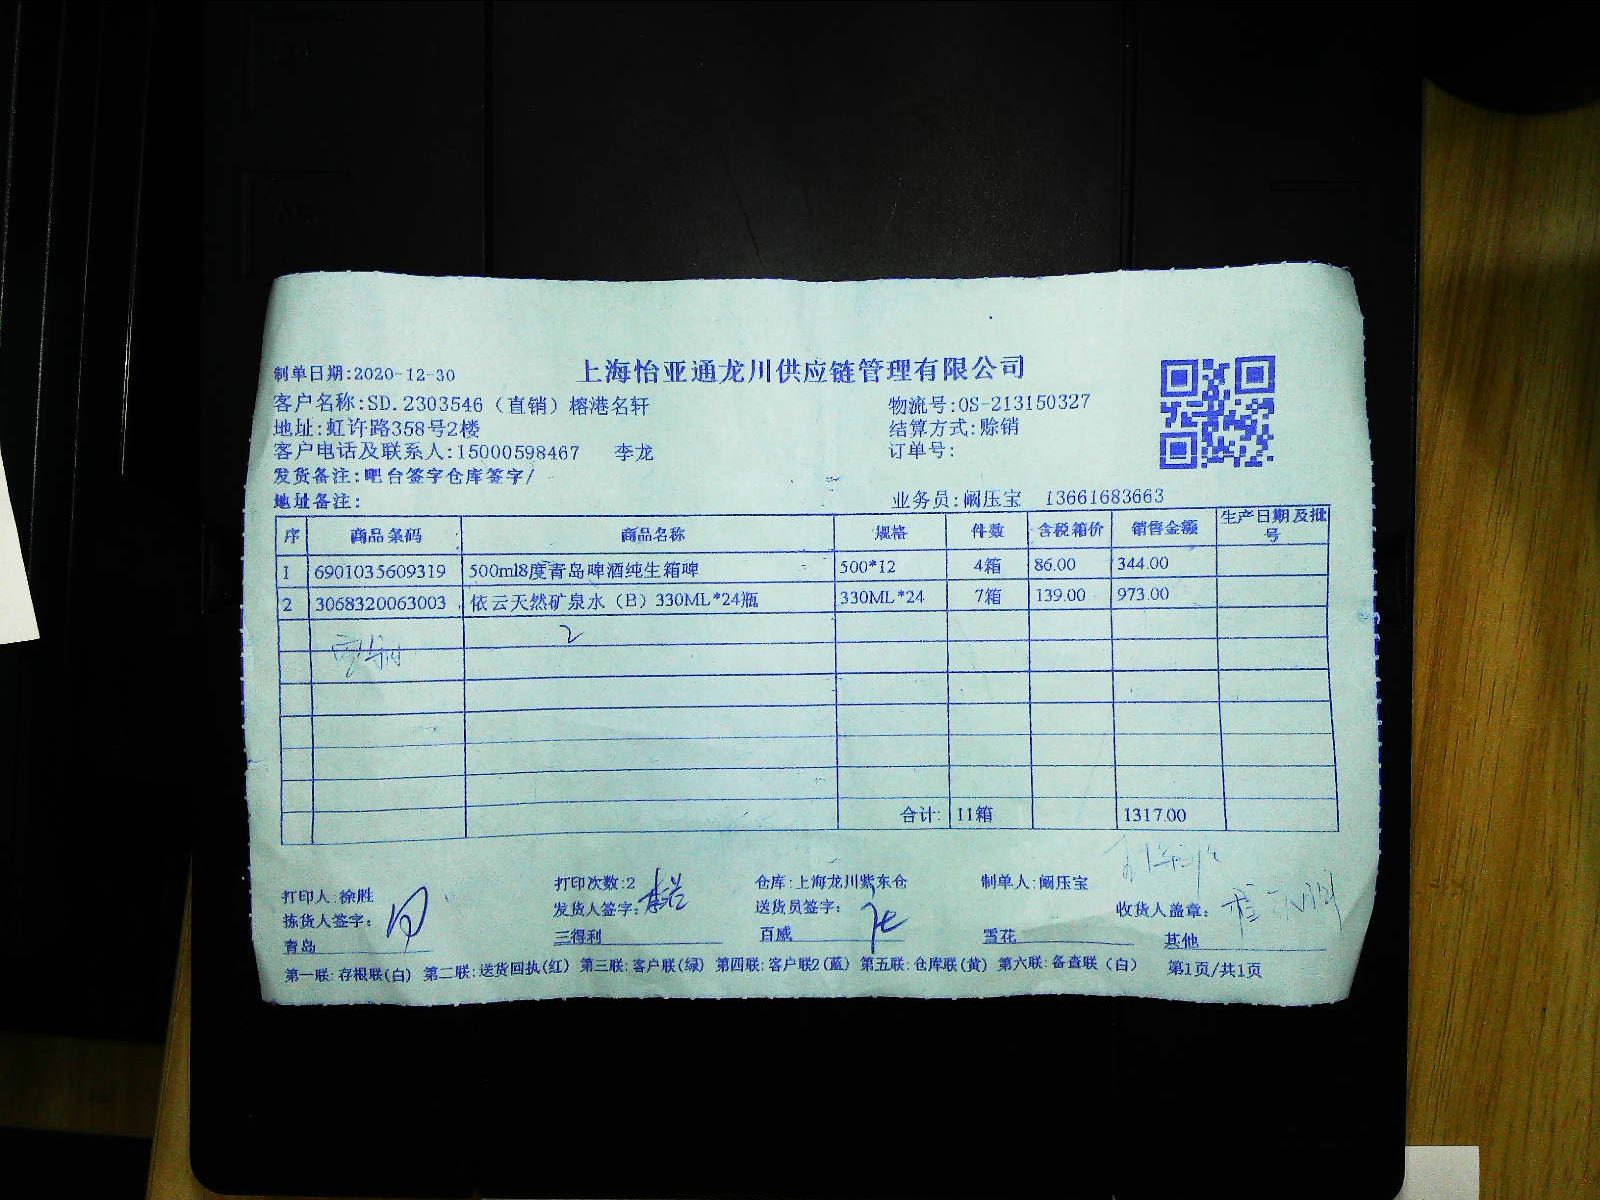 上海怡亚通龙川供应链管理有限公司
制单日期:2020-12-30
客户名称:SD.2303546（直销）榕港名轩 物流号:OS-213150327
地址:虹许路358号2楼 结算方式:赊销
客户电话及联系人:15000598467 李龙 订单号:
发货备注:吧台签字仓库签字/
地址备注: 业务员:阚压宝 13661683663
序 商品条码 商品名称 规格 件数 含税箱价 销售金额 生产日期及批号
1 6901035609319 500ml8度青岛啤酒纯生箱啤 500*12 4箱 86.00 344.00
2 3068320063003 依云天然矿泉水（B）330ML*24瓶 330ML*24 7箱 139.00 973.00
2
合计: 11箱 1317.00
打印人:徐胜 打印次数:2 仓库:上海龙川紫东仓 制单人:阚压宝
拣货人签字: 发货人签字: 送货员签字: 收货人盖章:
青岛 三得利 百威 雪花 其他
第一联:存根联(白) 第二联:送货回执(红) 第三联:客户联(绿) 第四联:客户联2(蓝) 第五联:仓库联(黄) 第六联:备查联（白） 第1页/共1页